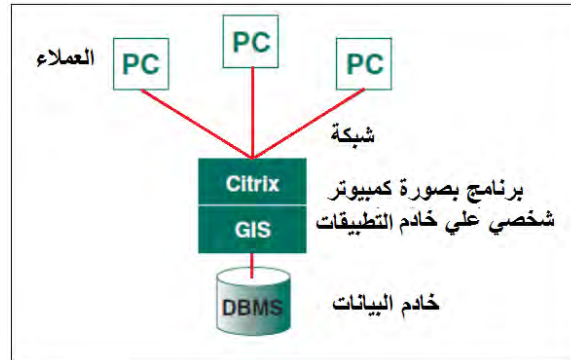 العملاء
PC
PC
PC
شبكة
Citrix
GIS
برنامج بصورة كمبيوتر
شخصي علي خادم التطبيقات
DBMS
خادم البيانات